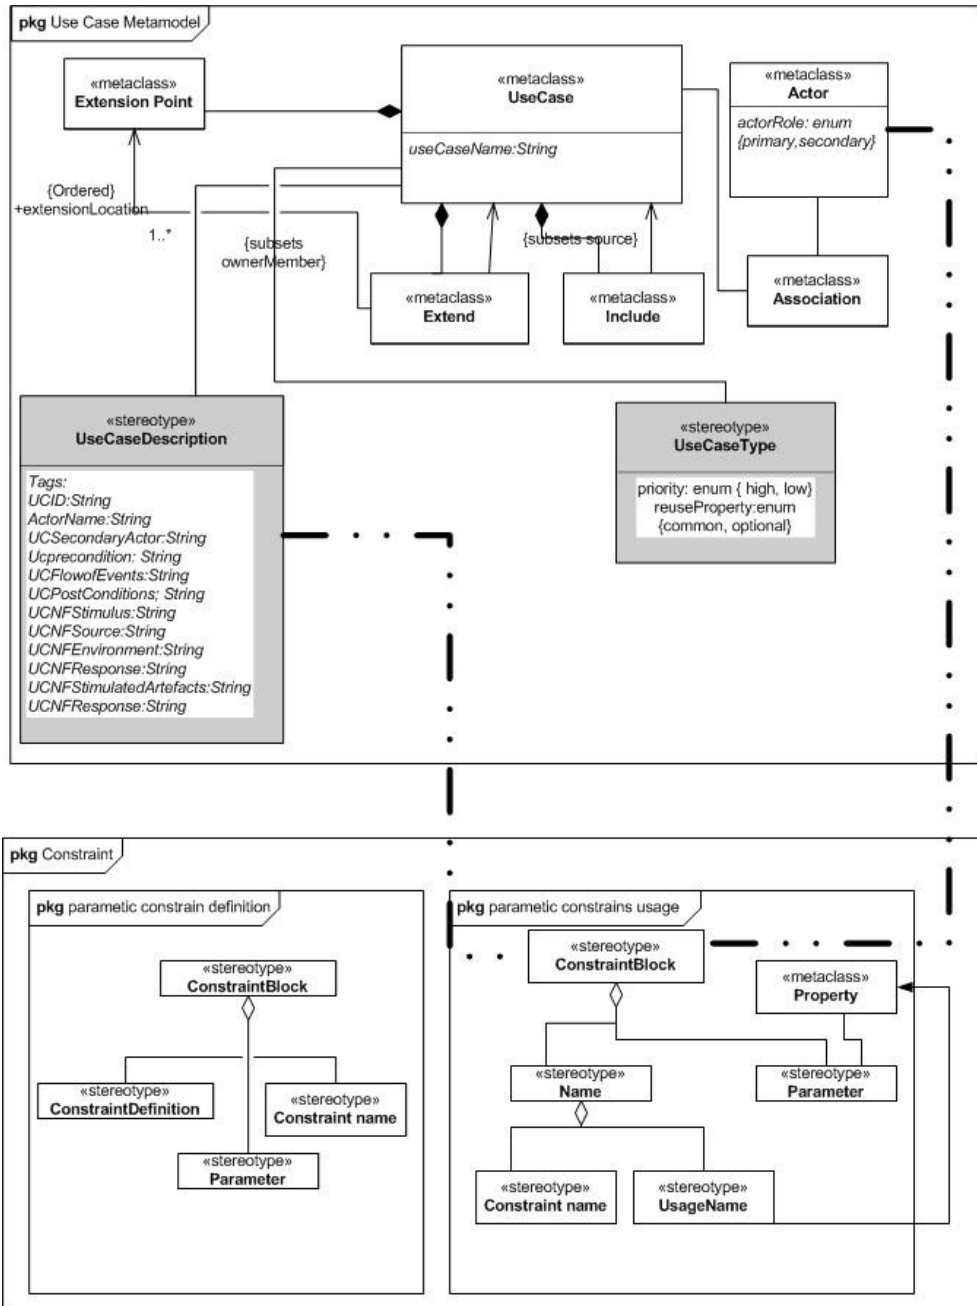 pkg Use Case Metamodel
«metaclass»
Extension Point
«metaclass»
UseCase
useCaseName:String
«metaclass»
Actor
actorRole: enum
{primary,secondary}
{Ordered}
+extensionLocation
1..*
{subsets
ownerMember}
{subsets source}
«metaclass»
Extend
«metaclass»
Include
«metaclass»
Association
«stereotype»
UseCaseDescription
Tags:
UCID:String
ActorName:String
UCSecondaryActor:String
Ucprecondition: String
UCFlowofEvents:String
UCPostConditions; String
UCNFStimulus:String
UCNFSource:String
UCNFEnvironment:String
UCNFResponse:String
UCNFStimulatedArtefacts:String
UCNFResponse:String
«stereotype»
UseCaseType
priority: enum { high, low}
reuseProperty:enum
{common, optional}
pkg Constraint
pkg parametic constrain definition
«stereotype»
ConstraintBlock
«stereotype»
ConstraintDefinition
«stereotype»
Constraint name
«stereotype»
Parameter
pkg parametic constrains usage
«stereotype»
ConstraintBlock
«metaclass»
Property
«stereotype»
Name
«stereotype»
Parameter
«stereotype»
Constraint name
«stereotype»
UsageName